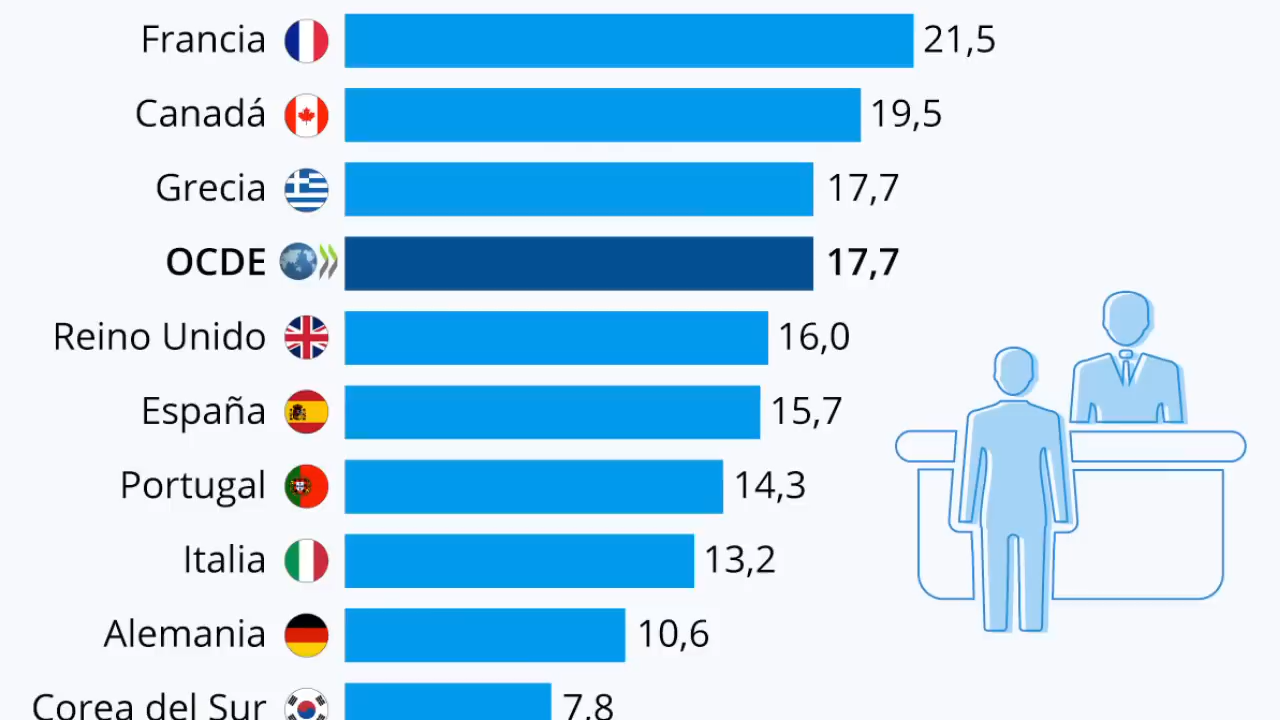 Francia 21,5
Canadá 19,5
Grecia 17,7
OCDE 17,7
Reino Unido 16,0
España 15,7
Portugal 14,3
Italia 13,2
Alemania 10,6
Corea del Sur 7,8